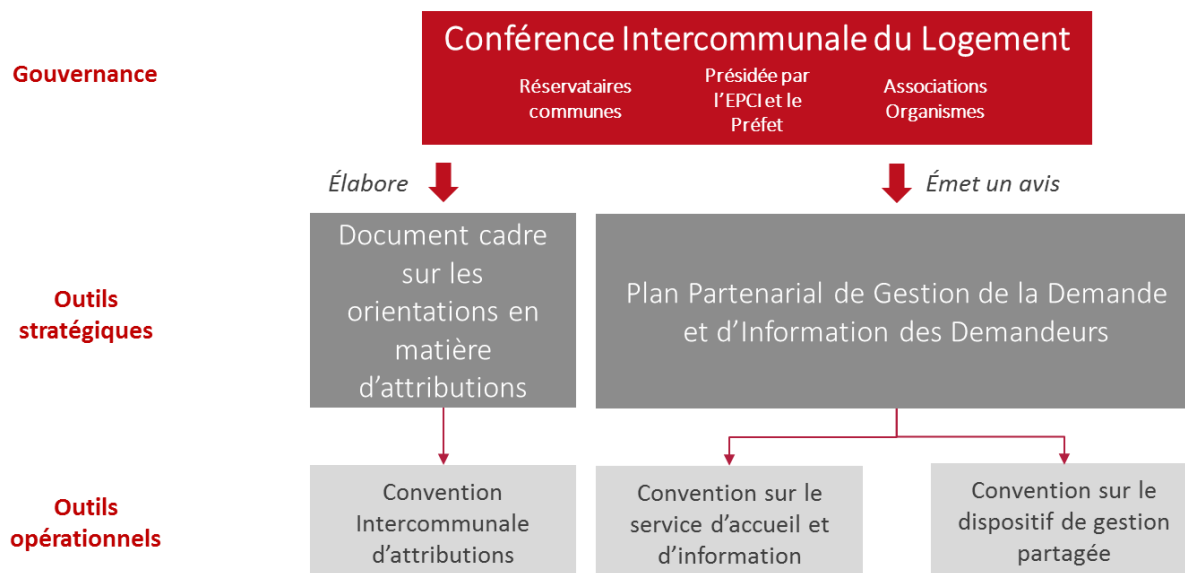 Conférence Intercommunale du Logement
Gouvernance
Réservataires
communes
Présidée par
l'EPCI et le
Préfet
Associations
Organismes
Élabore
Émet un avis
Outils
stratégiques
Document cadre
sur les
orientations en
matière
d'attributions
Plan Partenarial de Gestion de la Demande
et d'Information des Demandeurs
Outils
opérationnels
Convention
Intercommunale
d'attributions
Convention sur le
service d'accueil et
d'information
Convention sur le
dispositif de gestion
partagée